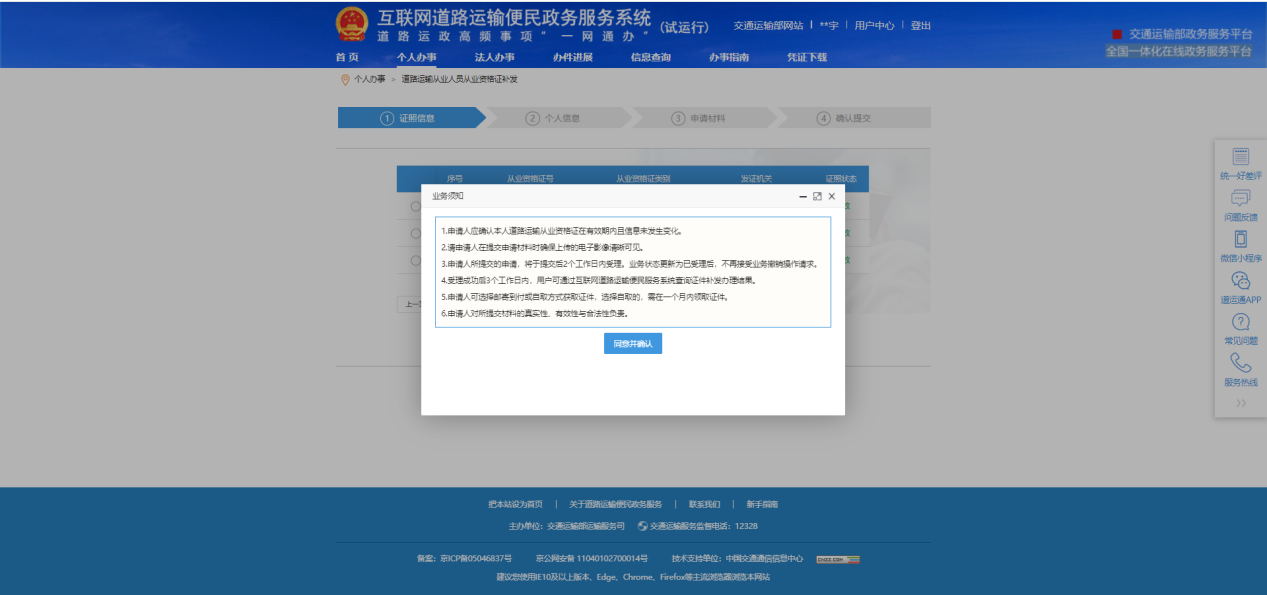 互联网道路运输便民政务服务系统 (试运行)
道路运政高频事项"一网通办"
交通运输部网站 | **宇 | 用户中心 | 登出
交通运输部政务服务平台
全国一体化在线政务服务平台
首页 个人办事 法人办事 办件进展 信息查询 办事指南 凭证下载
个人办事 > 道路运输从业人员从业资格证补发
1 证照信息 2 个人信息 3 申请材料 4 确认提交
序号 从业资格证号 从业资格证类别 发证机关 证照状态
业务须知
1.申请人应确认本人道路运输从业资格证在有效期内且信息未发生变化。
2.请申请人在提交申请材料时确保上传的电子影像清晰可见。
3.申请人所提交的申请，将于提交后2个工作日内受理。业务状态更新为已受理后，不再接受业务撤销操作请求。
4.受理成功后3个工作日内，用户可通过互联网道路运输便民服务系统查询证件补发办理结果。
5.申请人可选择邮寄到付或自取方式获取证件，选择自取的，需在一个月内领取证件。
6.申请人对所提交材料的真实性、有效性与合法性负责。
同意并确认
上一
统一好差评
问题反馈
微信小程序
道运通APP
常见问题
服务热线
把本站设为首页 | 关于道路运输便民政务服务 | 联系我们 | 新手指南
主办单位：交通运输部运输服务司 交通运输服务监督电话：12328
备案：京ICP备05046837号 京公网安备 11040102700014号 技术支持单位：中国交通通信信息中心
建议您使用IE10及以上版本、Edge、Chrome、Firefox等主流浏览器浏览本网站